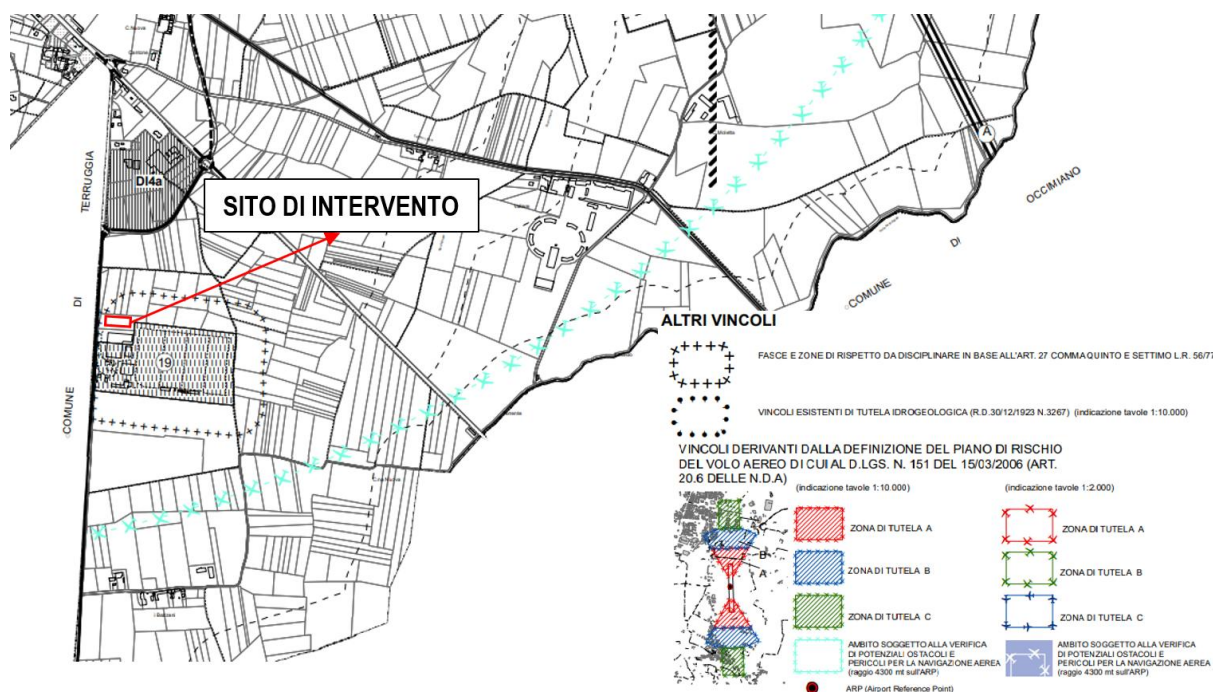 C.Nuova
TERRUGGIA
DI4a
SITO DI INTERVENTO
A
OCCIMIANO
DI
COMUNE
DI
19
COMUNE
ALTRI VINCOLI
FASCE E ZONE DI RISPETTO DA DISCIPLINARE IN BASE ALL'ART. 27 COMMA QUINTO E SETTIMO L.R. 56/77
VINCOLI ESISTENTI DI TUTELA IDROGEOLOGICA (R.D.30/12/1923 N.3267) (indicazione tavole 1:10.000)
VINCOLI DERIVANTI DALLA DEFINIZIONE DEL PIANO DI RISCHIO
DEL VOLO AEREO DI CUI AL D.LGS. N. 151 DEL 15/03/2006 (ART.
20.6 DELLE N.D.A)
(indicazione tavole 1:10.000)
(indicazione tavole 1:2.000)
C
B
A
ZONA DI TUTELA A
ZONA DI TUTELA A
ZONA DI TUTELA B
ZONA DI TUTELA B
ZONA DI TUTELA C
ZONA DI TUTELA C
AMBITO SOGGETTO ALLA VERIFICA
DI POTENZIALI OSTACOLI E
PERICOLI PER LA NAVIGAZIONE AEREA
(raggio 4300 mt sull'ARP)
AMBITO SOGGETTO ALLA VERIFICA
DI POTENZIALI OSTACOLI E
PERICOLI PER LA NAVIGAZIONE AEREA
(raggio 4300 mt sull'ARP)
ARP (Airport Reference Point)